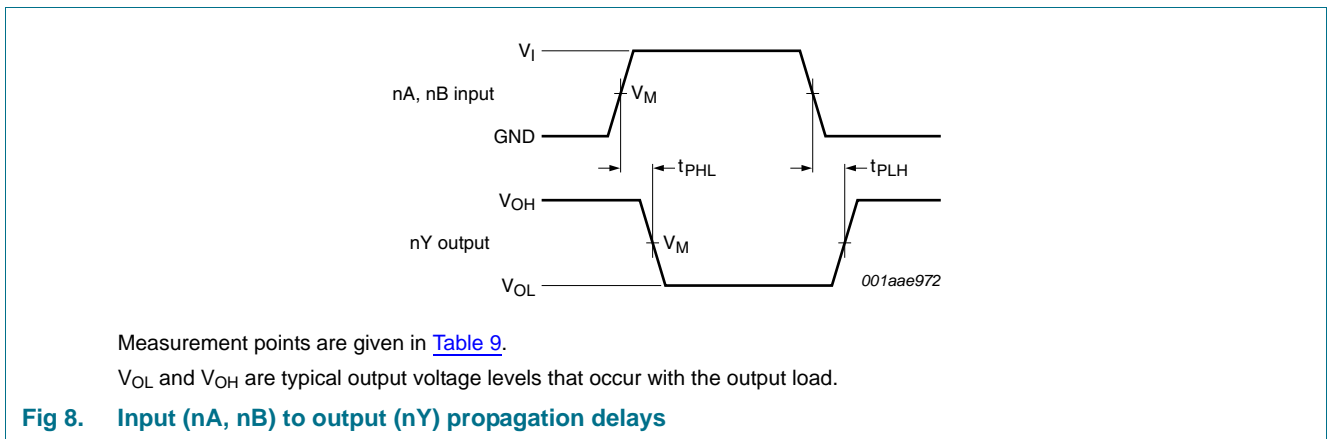 V_I
nA, nB input
V_M
GND
t_PHL
t_PLH
V_OH
nY output
V_M
V_OL
001aae972
Measurement points are given in Table 9.
V_OL and V_OH are typical output voltage levels that occur with the output load.
Fig 8. Input (nA, nB) to output (nY) propagation delays